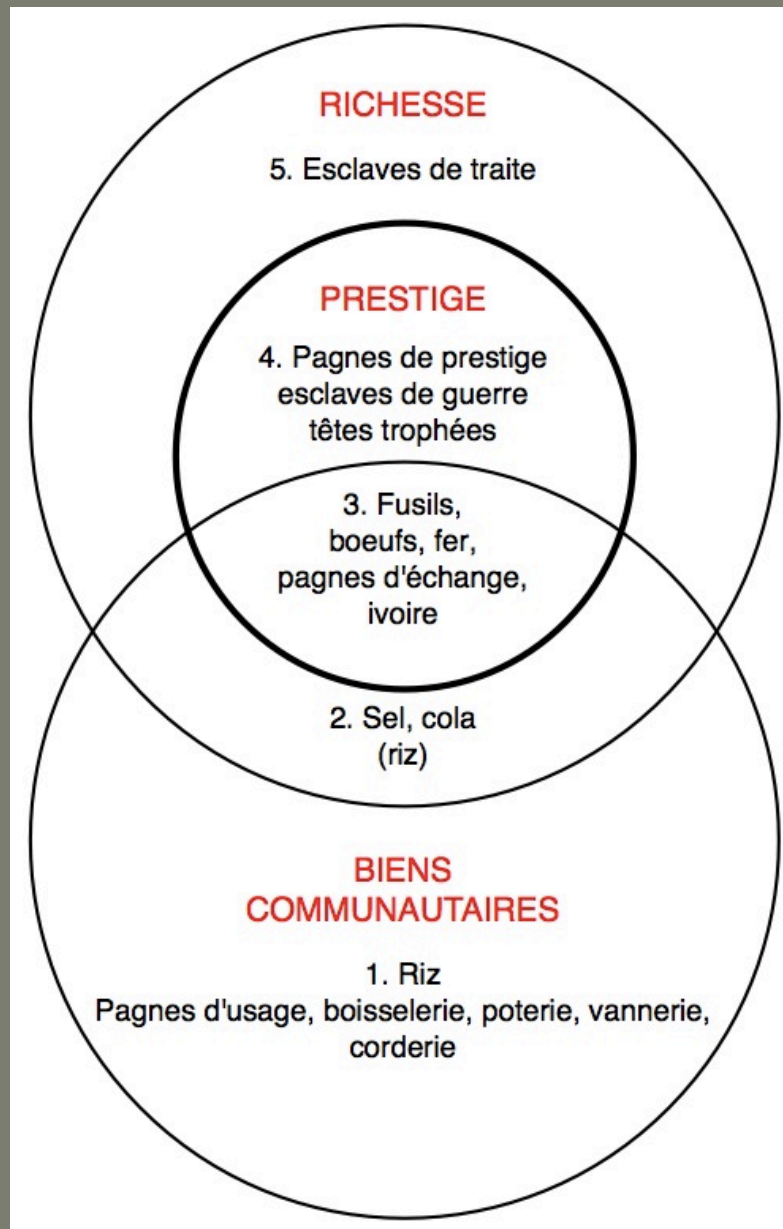 RICHESSE
5. Esclaves de traite
PRESTIGE
4. Pagnes de prestige
esclaves de guerre
têtes trophées
3. Fusils,
boeufs, fer,
pagnes d'échange,
ivoire
2. Sel, cola
(riz)
BIENS
COMMUNAUTAIRES
1. Riz
Pagnes d'usage, boisselerie, poterie, vannerie,
corderie